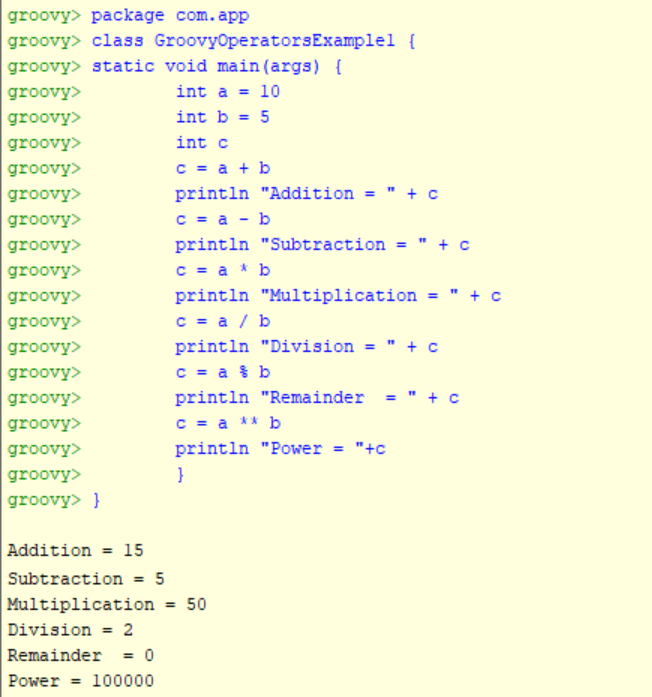 groovy> package com.app
groovy> class GroovyOperatorsExample1 {
groovy> static void main(args) {
groovy>         int a = 10
groovy>         int b = 5
groovy>         int c
groovy>         c = a + b
groovy>         println "Addition = " + c
groovy>         c = a - b
groovy>         println "Subtraction = " + c
groovy>         c = a * b
groovy>         println "Multiplication = " + c
groovy>         c = a / b
groovy>         println "Division = " + c
groovy>         c = a % b
groovy>         println "Remainder  = " + c
groovy>         c = a ** b
groovy>         println "Power = "+c
groovy>         }
groovy> }

Addition = 15
Subtraction = 5
Multiplication = 50
Division = 2
Remainder  = 0
Power = 100000